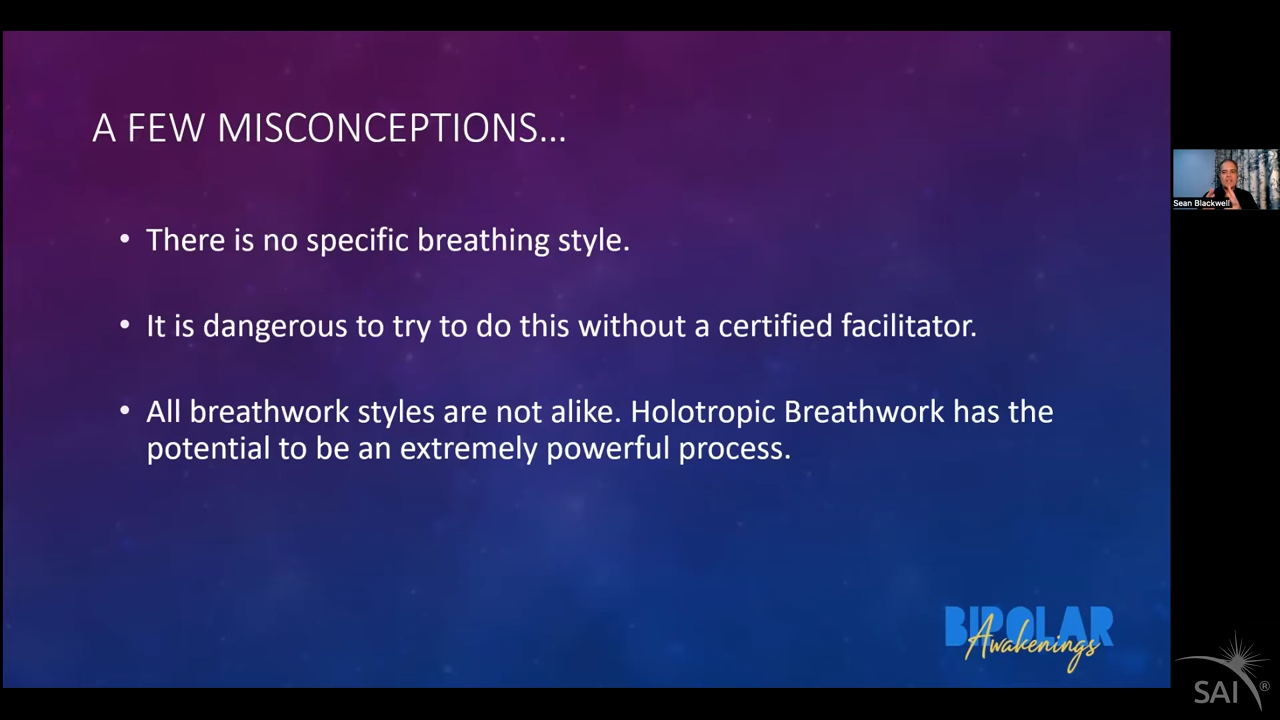 A FEW MISCONCEPTIONS...
• There is no specific breathing style.
• It is dangerous to try to do this without a certified facilitator.
• All breathwork styles are not alike. Holotropic Breathwork has the
potential to be an extremely powerful process.
Sean Blackwell
BIPOLAR
Awakenings
SAI®